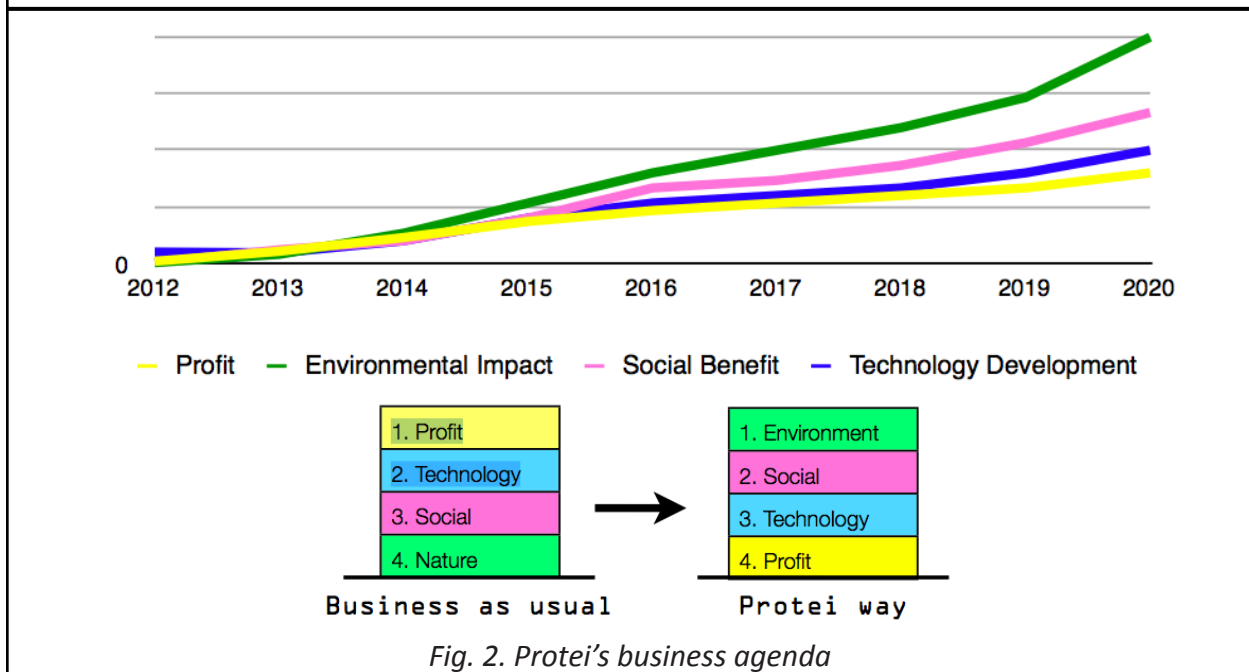 0
2012 2013 2014 2015 2016 2017 2018 2019 2020
Profit Environmental Impact Social Benefit Technology Development
1. Profit
2. Technology
3. Social
4. Nature
Business as usual
1. Environment
2. Social
3. Technology
4. Profit
Protei way
Fig. 2. Protei’s business agenda